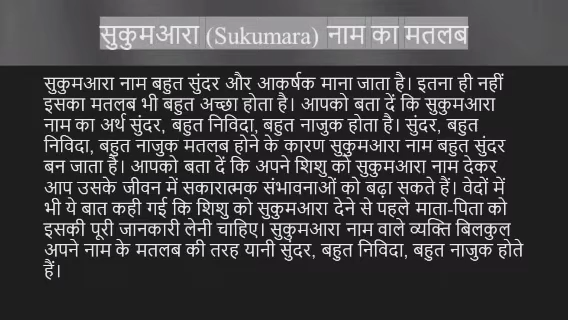 सुकुमआरा (Sukumara) नाम का मतलब
सुकुमआरा नाम बहुत सुंदर और आकर्षक माना जाता है। इतना ही नहीं
इसका मतलब भी बहुत अच्छा होता है। आपको बता दें कि सुकुमआरा
नाम का अर्थ सुंदर, बहुत निविदा, बहुत नाजुक होता है। सुंदर, बहुत
निविदा, बहुत नाजुक मतलब होने के कारण सुकुमआरा नाम बहुत सुंदर
बन जाता है। आपको बता दें कि अपने शिशु को सुकुमआरा नाम देकर
आप उसके जीवन में सकारात्मक संभावनाओं को बढ़ा सकते हैं। वेदों में
भी ये बात कही गई कि शिशु को सुकुमआरा देने से पहले माता-पिता को
इसकी पूरी जानकारी लेनी चाहिए। सुकुमआरा नाम वाले व्यक्ति बिलकुल
अपने नाम के मतलब की तरह यानी सुंदर, बहुत निविदा, बहुत नाजुक होते
हैं।